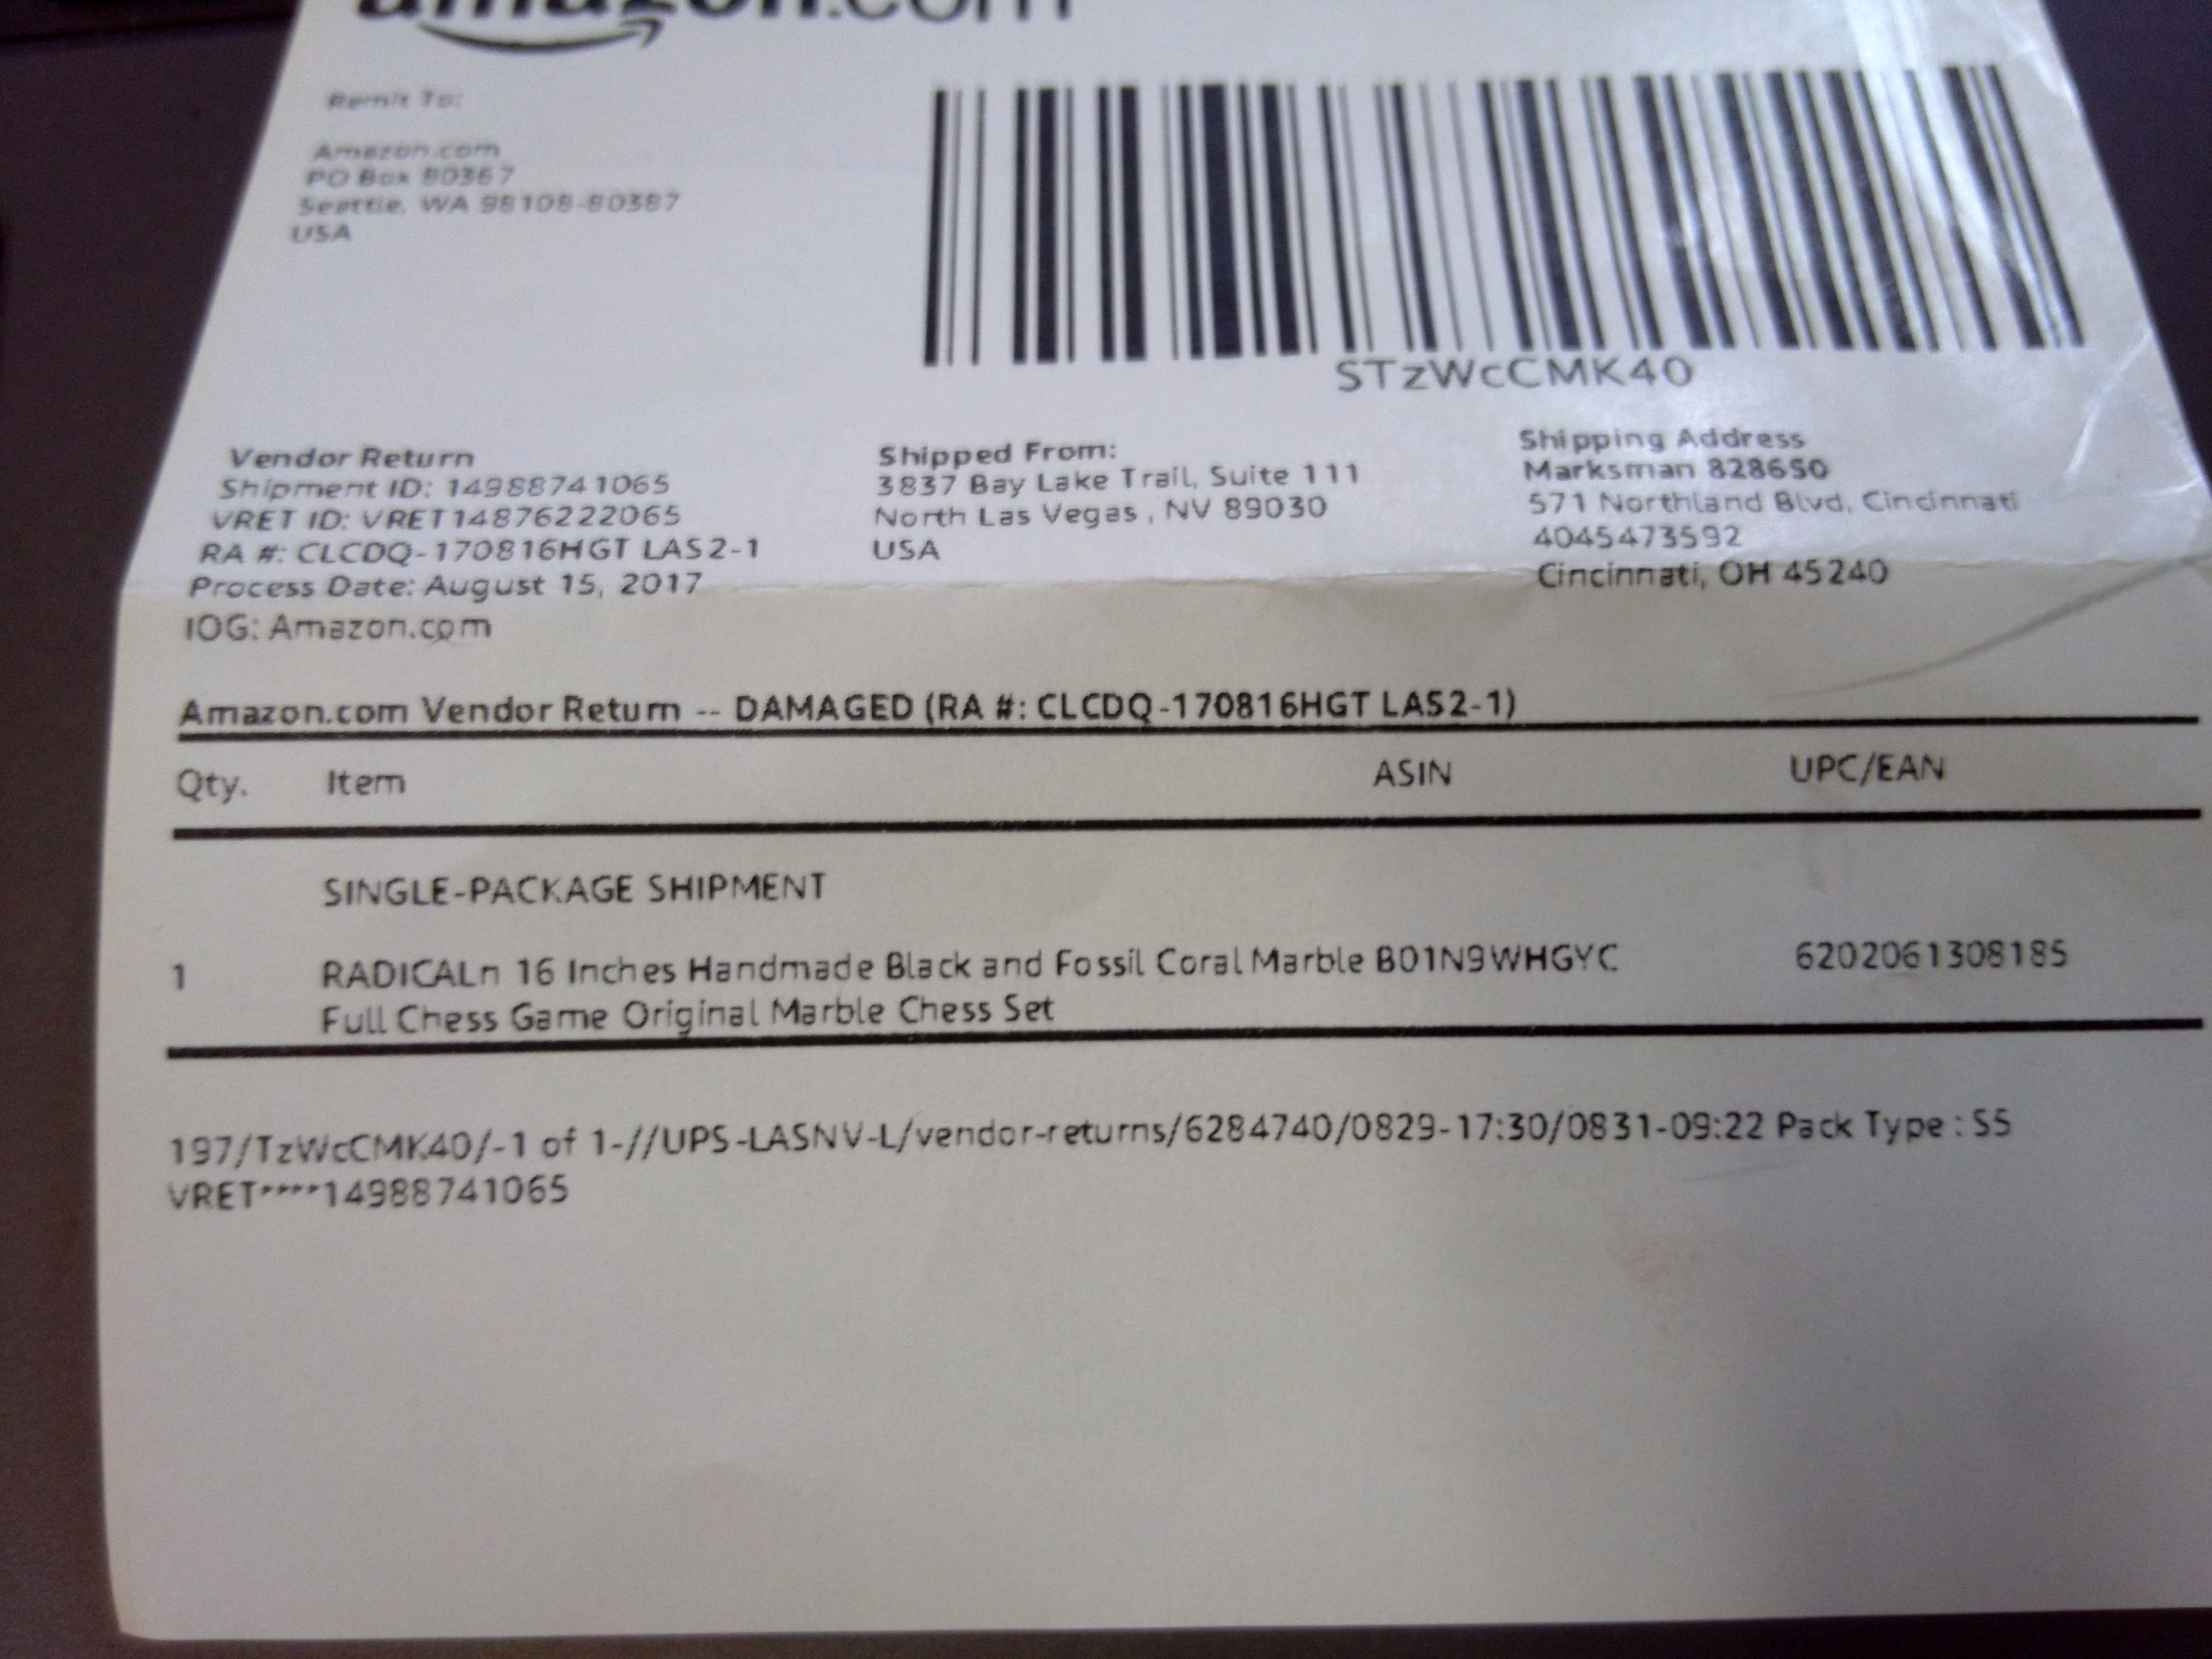 amazon.com
Remit To:
Amazon.com
PO Box 80367
Seattle, WA 98108-80387
USA
STzWcCMK40
Vendor Return
Shipment ID: 14988741065
VRET ID: VRET14876222065
RA #: CLCDQ-170816HGT LAS2-1
Process Date: August 15, 2017
IOG: Amazon.com
Shipped From:
3837 Bay Lake Trail, Suite 111
North Las Vegas , NV 89030
USA
Shipping Address
Marksman 828650
571 Northland Blvd, Cincinnati
4045473592
Cincinnati, OH 45240
Amazon.com Vendor Return -- DAMAGED (RA #: CLCDQ-170816HGT LAS2-1)
Qty. Item ASIN UPC/EAN
SINGLE-PACKAGE SHIPMENT
1 RADICALn 16 Inches Handmade Black and Fossil Coral Marble B01N9WHGYC 6202061308185
Full Chess Game Original Marble Chess Set
197/TzWcCMK40/-1 of 1-//UPS-LASNV-L/vendor-returns/6284740/0829-17:30/0831-09:22 Pack Type : S5
VRET****14988741065